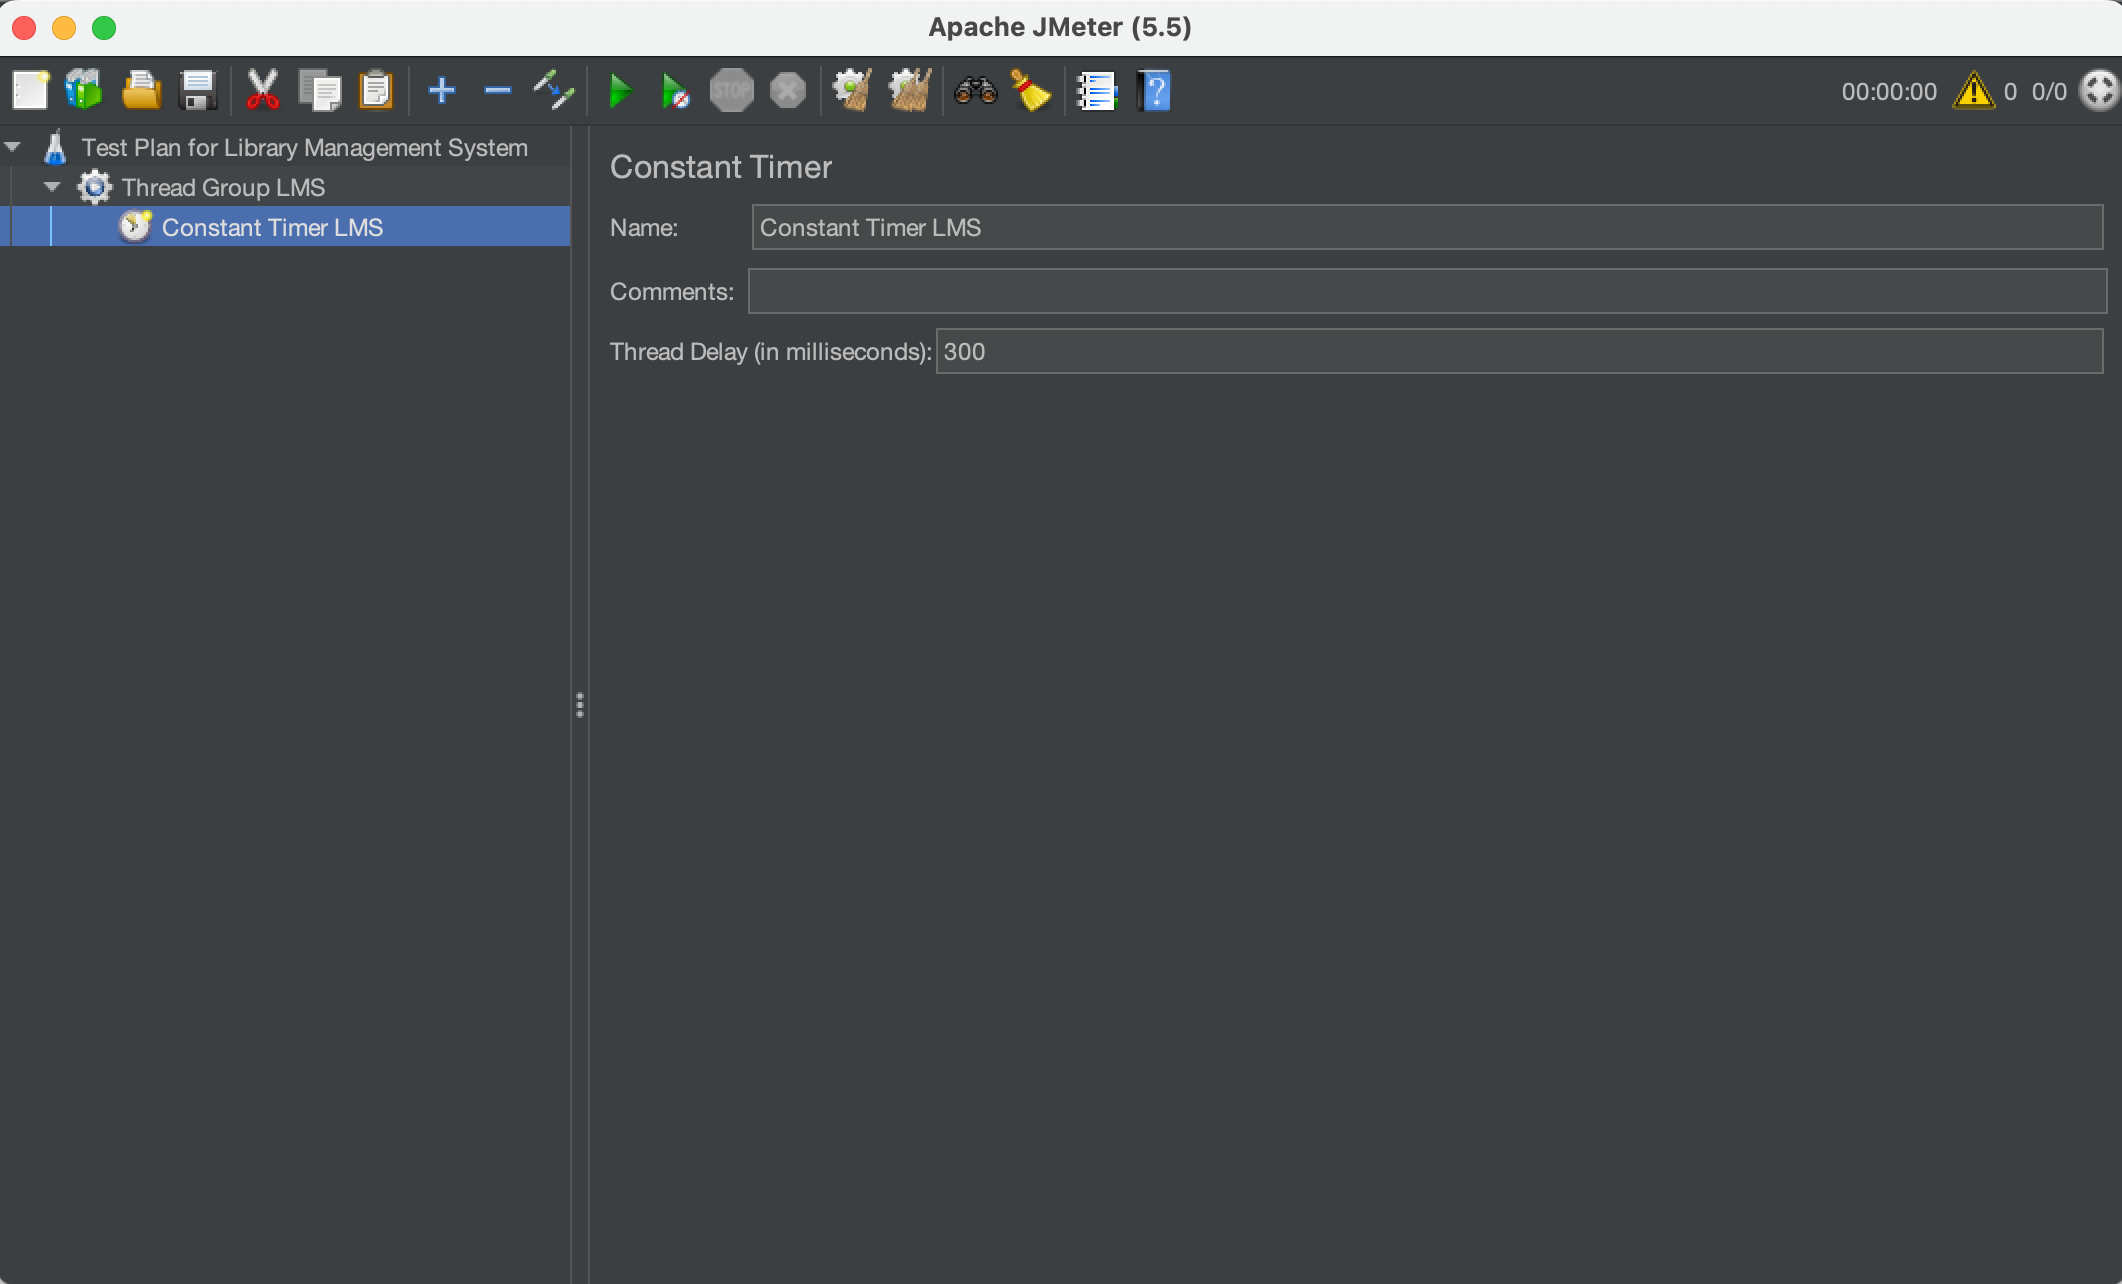 Apache JMeter (5.5)
STOP
?
00:00:00 0 0/0
Test Plan for Library Management System
Thread Group LMS
Constant Timer LMS
Constant Timer
Name: Constant Timer LMS
Comments:
Thread Delay (in milliseconds): 300